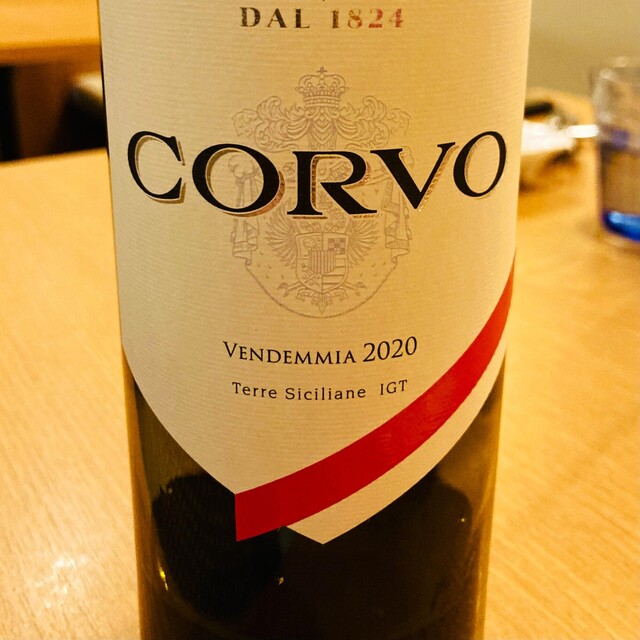 DAL 1824
CORVO
VENDEMMIA 2020
Terre Siciliane IGT